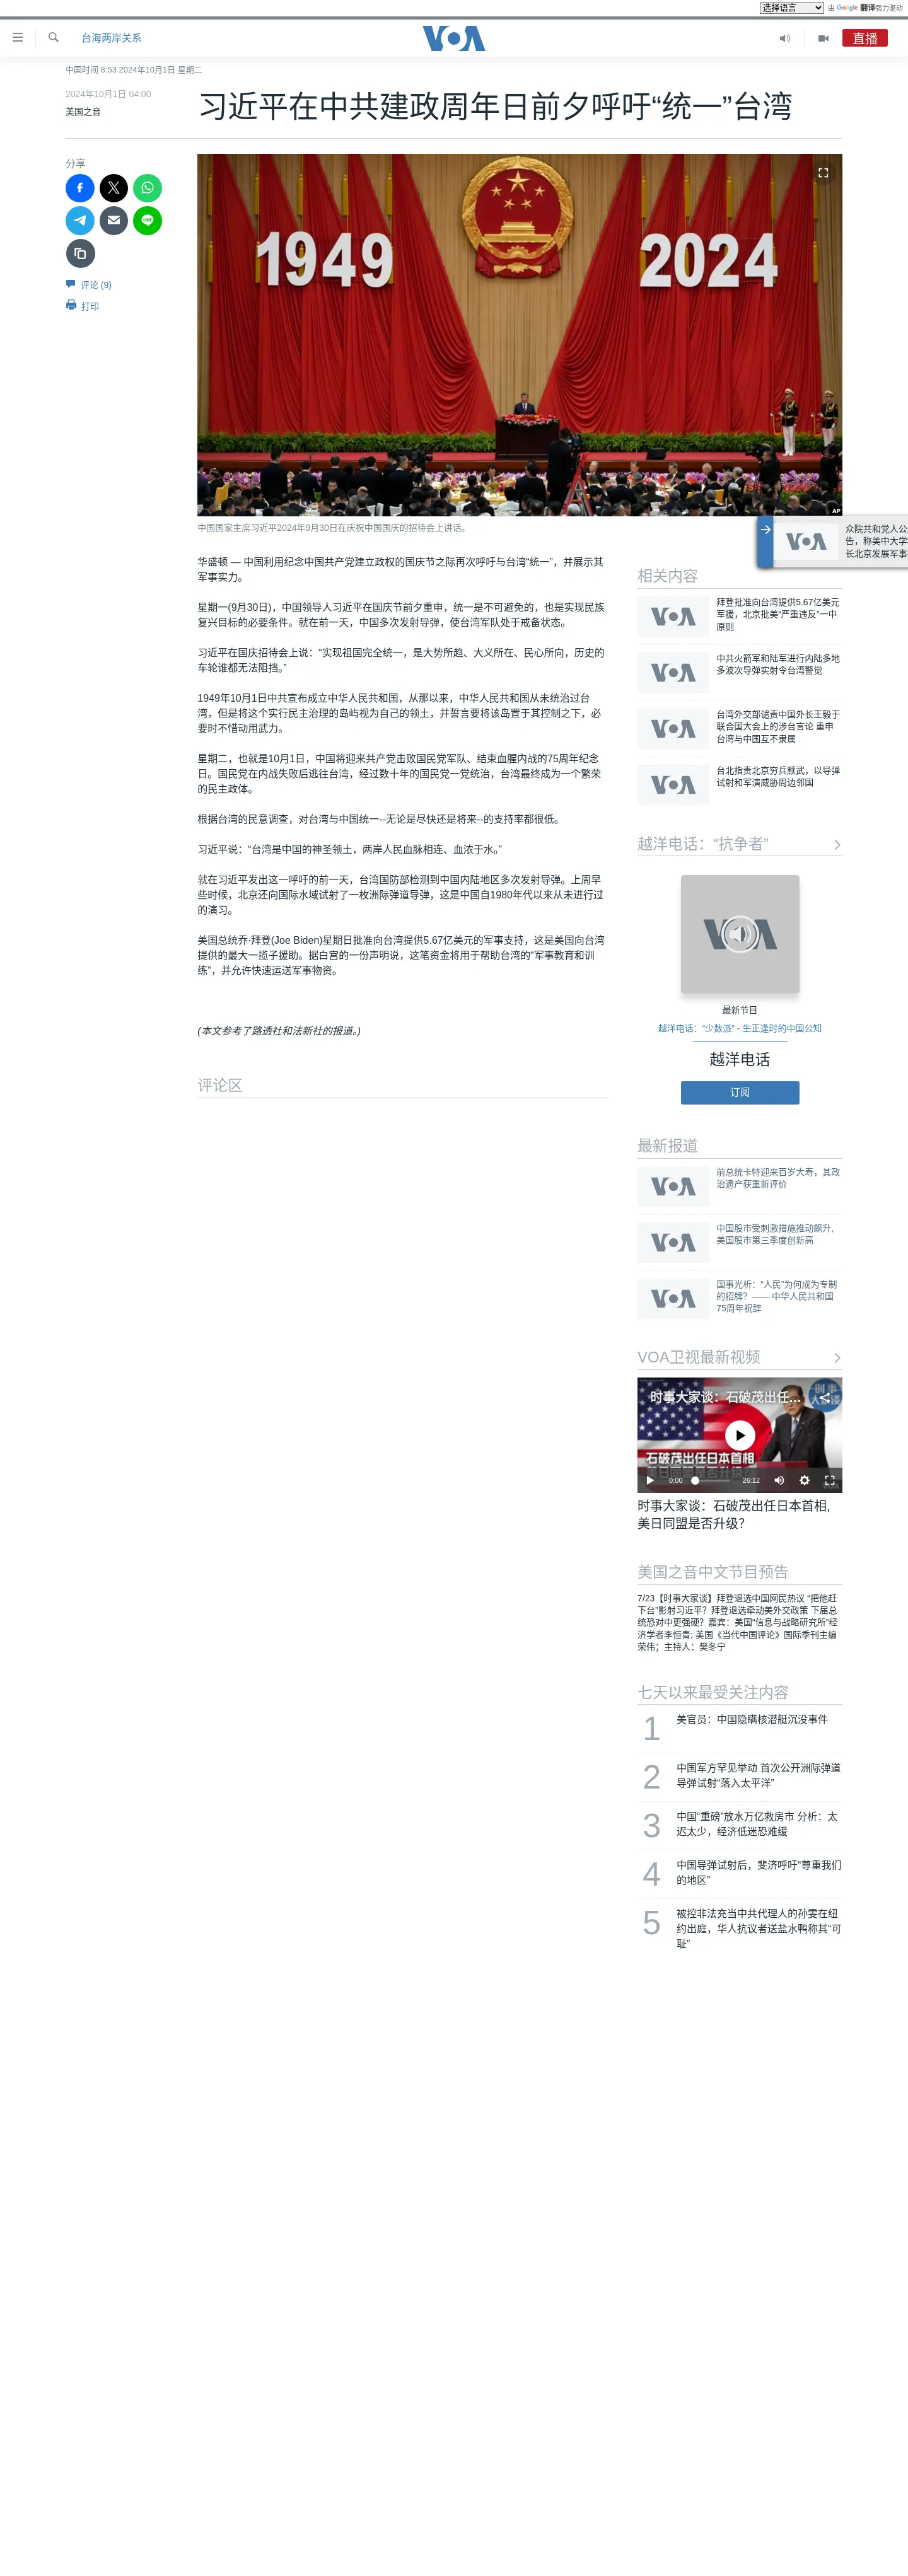 选择语言
由 Google 翻译强力驱动
台海两岸关系
VOA
直播
中国时间 8:53 2024年10月1日 星期二
2024年10月1日 04:00
美国之音
习近平在中共建政周年日前夕呼吁“统一”台湾
分享
评论 (9)
打印
1949
2024
AP
中国国家主席习近平2024年9月30日在庆祝中国国庆的招待会上讲话。
华盛顿 — 中国利用纪念中国共产党建立政权的国庆节之际再次呼吁与台湾“统一”，并展示其
军事实力。
星期一(9月30日)，中国领导人习近平在国庆节前夕重申，统一是不可避免的，也是实现民族
复兴目标的必要条件。就在前一天，中国多次发射导弹，使台湾军队处于戒备状态。
习近平在国庆招待会上说：“实现祖国完全统一，是大势所趋、大义所在、民心所向，历史的
车轮谁都无法阻挡。”
1949年10月1日中共宣布成立中华人民共和国，从那以来，中华人民共和国从未统治过台
湾，但是将这个实行民主治理的岛屿视为自己的领土，并誓言要将该岛置于其控制之下，必
要时不惜动用武力。
星期二，也就是10月1日，中国将迎来共产党击败国民党军队、结束血腥内战的75周年纪念
日。国民党在内战失败后逃往台湾，经过数十年的国民党一党统治，台湾最终成为一个繁荣
的民主政体。
根据台湾的民意调查，对台湾与中国统一--无论是尽快还是将来--的支持率都很低。
习近平说：“台湾是中国的神圣领土，两岸人民血脉相连、血浓于水。”
就在习近平发出这一呼吁的前一天，台湾国防部检测到中国内陆地区多次发射导弹。上周早
些时候，北京还向国际水域试射了一枚洲际弹道导弹，这是中国自1980年代以来从未进行过
的演习。
美国总统乔·拜登(Joe Biden)星期日批准向台湾提供5.67亿美元的军事支持，这是美国向台湾
提供的最大一揽子援助。据白宫的一份声明说，这笔资金将用于帮助台湾的“军事教育和训
练”，并允许快速运送军事物资。
(本文参考了路透社和法新社的报道。)
评论区
VOA
众院共和党人公
告，称美中大学
长北京发展军事
相关内容
VOA
拜登批准向台湾提供5.67亿美元
军援，北京批美“严重违反”一中
原则
VOA
中共火箭军和陆军进行内陆多地
多波次导弹实射令台湾警觉
VOA
台湾外交部谴责中国外长王毅于
联合国大会上的涉台言论 重申
台湾与中国互不隶属
VOA
台北指责北京穷兵黩武，以导弹
试射和军演威胁周边邻国
越洋电话：“抗争者”
VOA
最新节目
越洋电话：“少数派” - 生正逢时的中国公知
越洋电话
订阅
最新报道
VOA
前总统卡特迎来百岁大寿，其政
治遗产获重新评价
VOA
中国股市受刺激措施推动飙升,
美国股市第三季度创新高
VOA
国事光析：“人民”为何成为专制
的招牌？—— 中华人民共和国
75周年祝辞
VOA卫视最新视频
时事大家谈：石破茂出任...
石破茂出任日本首相
0:00
26:12
时事大家谈：石破茂出任日本首相,
美日同盟是否升级？
美国之音中文节目预告
7/23【时事大家谈】拜登退选中国网民热议 “把他赶
下台”影射习近平？拜登退选牵动美外交政策 下届总
统恐对中更强硬？嘉宾：美国“信息与战略研究所”经
济学者李恒青; 美国《当代中国评论》国际季刊主编
荣伟；主持人：樊冬宁
七天以来最受关注内容
1
美官员：中国隐瞒核潜艇沉没事件
2
中国军方罕见举动 首次公开洲际弹道
导弹试射“落入太平洋”
3
中国“重磅”放水万亿救房市 分析：太
迟太少，经济低迷恐难缓
4
中国导弹试射后，斐济呼吁“尊重我们
的地区”
5
被控非法充当中共代理人的孙雯在纽
约出庭，华人抗议者送盐水鸭称其“可
耻”